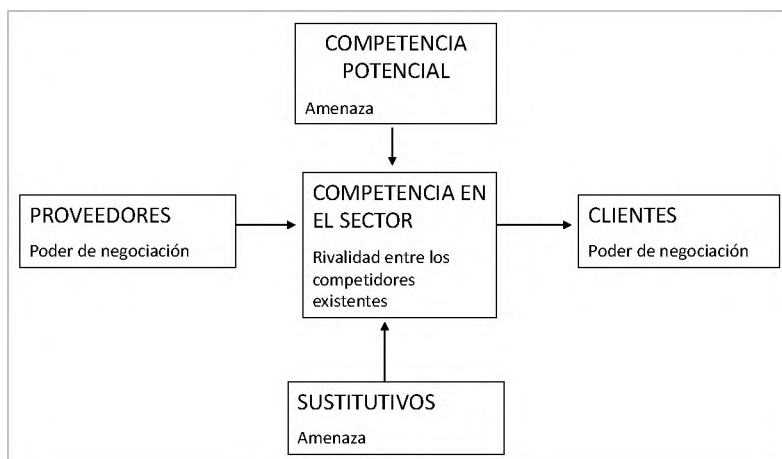 COMPETENCIA
POTENCIAL
Amenaza
PROVEEDORES
Poder de negociación
COMPETENCIA EN
EL SECTOR
Rivalidad entre los
competidores
existentes
CLIENTES
Poder de negociación
SUSTITUTIVOS
Amenaza